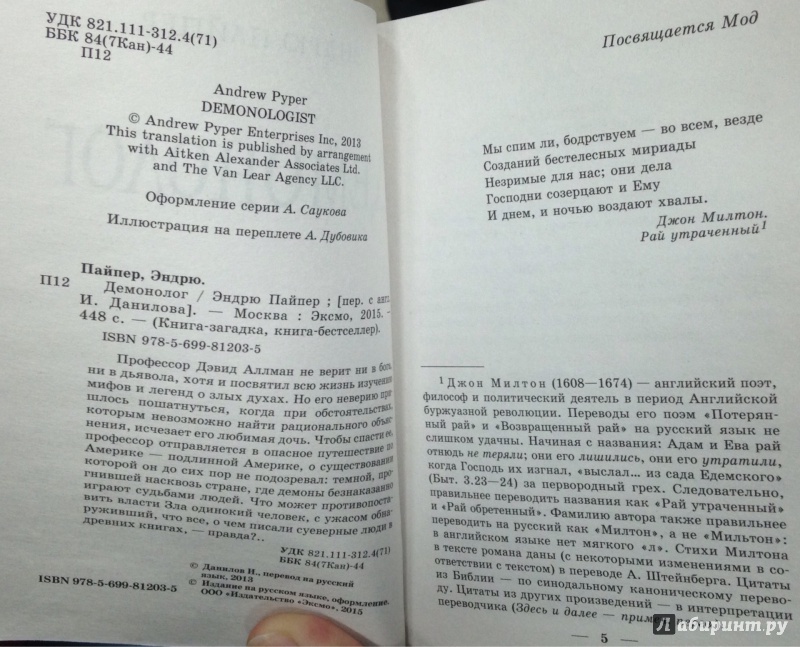 УДК 821.111-312.4(71)
ББК 84(7Кан)-44
П12
Andrew Pyper
DEMONOLOGIST
© Andrew Pyper Enterprises Inc, 2013
This translation is published by arrangement
with Aitken Alexander Associates Ltd.
and The Van Lear Agency LLC.
Оформление серии А. Саукова
Иллюстрация на переплете А. Дубовика
Пайпер, Эндрю.
П12 Демонолог / Эндрю Пайпер ; [пер. с англ.
И. Данилова]. — Москва : Эксмо, 2015. —
448 с. — (Книга-загадка, книга-бестселлер).
ISBN 978-5-699-81203-5
Профессор Дэвид Аллман не верит ни в бога,
ни в дьявола, хотя и посвятил всю жизнь изучению
мифов и легенд о злых духах. Но его неверию при-
шлось пошатнуться, когда при обстоятельствах,
которым невозможно найти рационального объяс-
нения, исчезает его любимая дочь. Чтобы спасти ее,
профессор отправляется в опасное путешествие по
Америке — подлинной Америке, о существовании
которой он до сих пор не подозревал: темной, про-
гнившей насквозь стране, где демоны безнаказанно
играют судьбами людей. Что может противопоста-
вить власти Зла одинокий человек, с ужасом обна-
руживший, что все, о чем писали суеверные люди в
древних книгах, — правда?..
УДК 821.111-312.4(71)
ББК 84(7Кан)-44
© Данилов И., перевод на русский
язык, 2013
© Издание на русском языке, оформление.
ООО «Издательство «Эксмо», 2015
ISBN 978-5-699-81203-5
Посвящается Мод
Мы спим ли, бодрствуем — во всем, везде
Созданий бестелесных мириады
Незримые для нас; они дела
Господни созерцают и Ему
И днем, и ночью воздают хвалы.
Джон Милтон.
Рай утраченный¹
¹ Джон Милтон (1608—1674) — английский поэт,
философ и политический деятель в период Английской
буржуазной революции. Переводы его поэм «Потерян-
ный рай» и «Возвращенный рай» на русский язык не
слишком удачны. Начиная с названия: Адам и Ева рай
отнюдь не теряли; они его лишились, они его утратили,
когда Господь их изгнал, «выслал... из сада Едемского»
(Быт. 3.23—24) за первородный грех. Следовательно,
правильнее переводить названия как «Рай утраченный»
и «Рай обретенный». Фамилию автора также правильнее
переводить на русский как «Милтон», а не «Мильтон»:
в английском языке нет мягкого «л». Стихи Милтона
в тексте романа даны (с некоторыми изменениями в со-
ответствии с текстом) в переводе А. Штейнберга. Цитаты
из Библии — по синодальному каноническому перево-
ду. Цитаты из других произведений — в интерпретации
переводчика (Здесь и далее — прим.
— 5 —
Лабиринт.ру